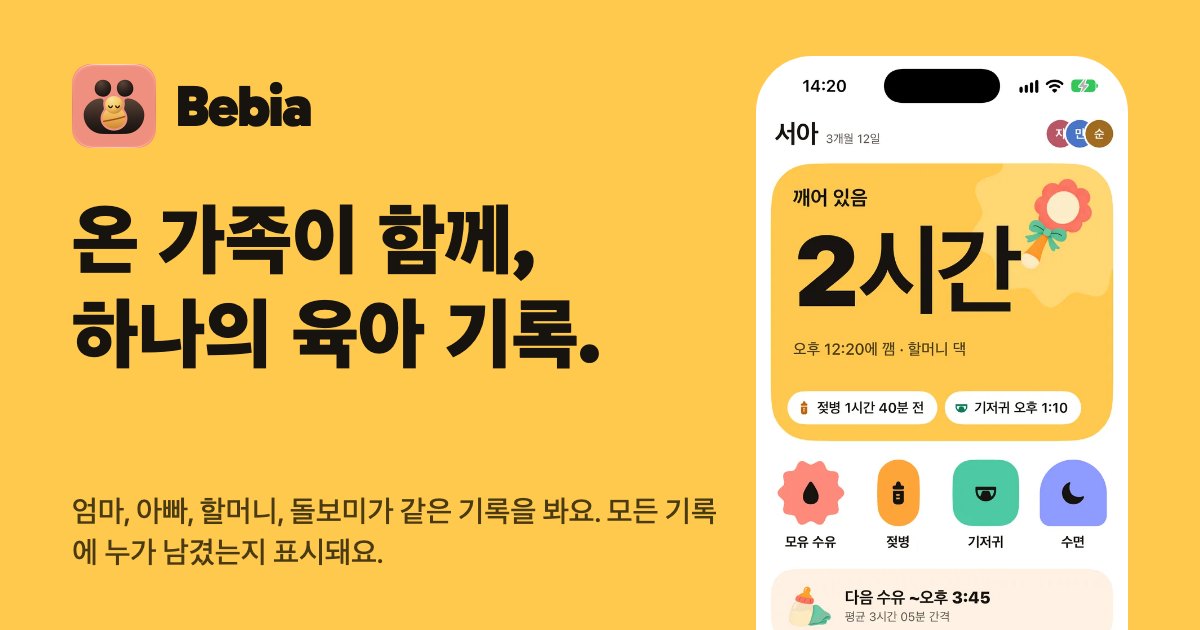 Bebia
온 가족이 함께,
하나의 육아 기록.
엄마, 아빠, 할머니, 돌보미가 같은 기록을 봐요. 모든 기록
에 누가 남겼는지 표시돼요.
14:20
서아 3개월 12일
지 민 순
깨어 있음
2시간
오후 12:20에 깸 · 할머니 댁
젖병 1시간 40분 전 기저귀 오후 1:10
모유 수유 젖병 기저귀 수면
다음 수유 ~오후 3:45
평균 3시간 05분 간격